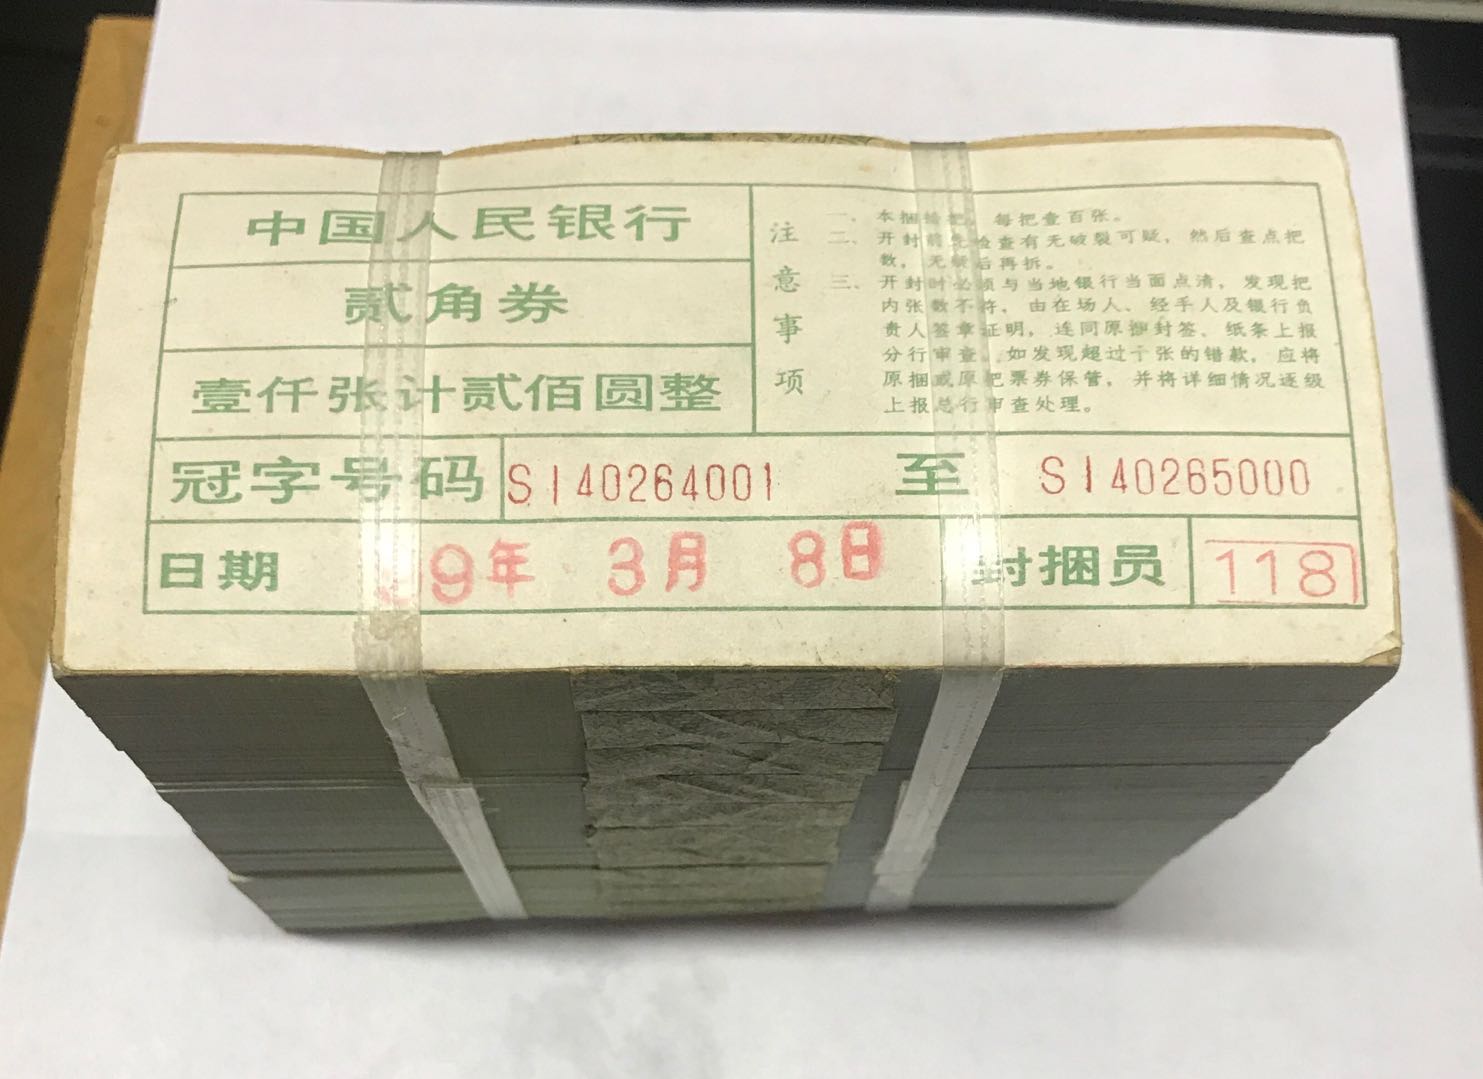 中国人民银行
贰角券
壹仟张计贰佰圆整
注意事项
一、本捆拾把，每把壹百张。
二、开封前先检查有无破裂可疑，然后查点把
数，无疑后再拆。
三、开封时必须与当地银行当面点清，发现把
内张数不符，由在场人、经手人及银行负
责人签章证明，连同原捆封签、纸条上报
分行审查。如发现超过十张的错款，应将
原捆或原把票券保管，并将详细情况逐级
上报总行审查处理。
冠字号码 SI40264001 至 SI40265000
日期 9年 3月 8日 封捆员 118